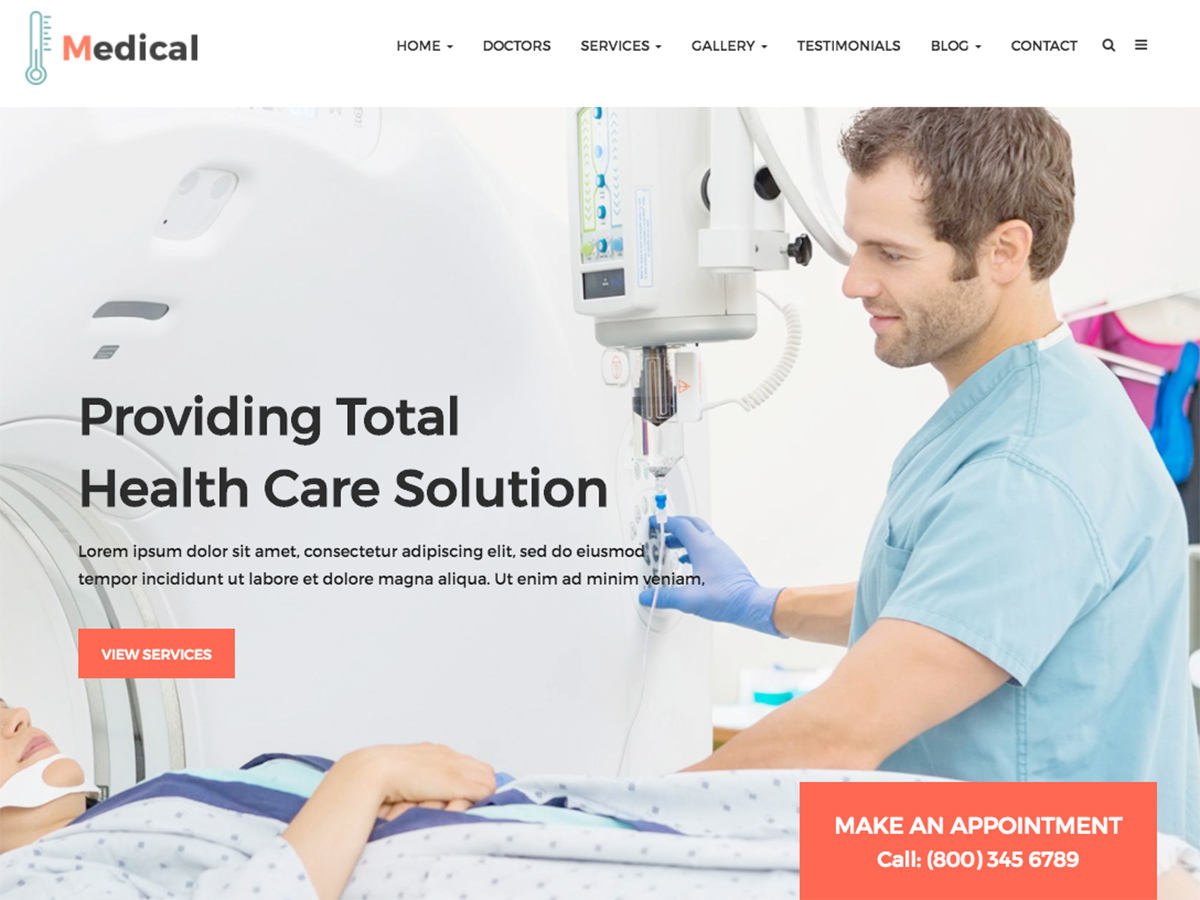 Medical
HOME DOCTORS SERVICES GALLERY TESTIMONIALS BLOG CONTACT
Providing Total
Health Care Solution
Lorem ipsum dolor sit amet, consectetur adipiscing elit, sed do eiusmod
tempor incididunt ut labore et dolore magna aliqua. Ut enim ad minim veniam,
VIEW SERVICES
MAKE AN APPOINTMENT
Call: (800) 345 6789